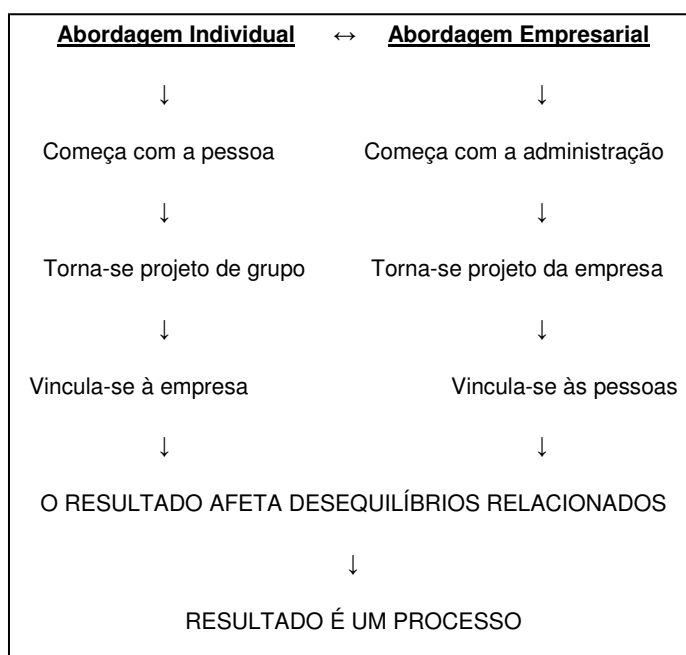 Abordagem Individual ↔ Abordagem Empresarial
↓ ↓
Começa com a pessoa Começa com a administração
↓ ↓
Torna-se projeto de grupo Torna-se projeto da empresa
↓ ↓
Vincula-se à empresa Vincula-se às pessoas
↓ ↓
O RESULTADO AFETA DESEQUILÍBRIOS RELACIONADOS
↓
RESULTADO É UM PROCESSO